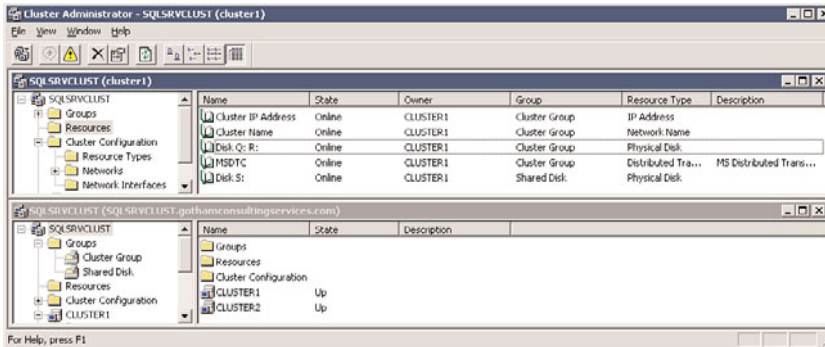 Cluster Administrator - SQLSRVCLUST (cluster1)
File View Window Help
SQLSRVCLUST (cluster1)
SQLSRVCLUST
Groups
Resources
Cluster Configuration
Resource Types
Networks
Network Interfaces
Name State Owner Group Resource Type Description
Cluster IP Address Online CLUSTER1 Cluster Group IP Address
Cluster Name Online CLUSTER1 Cluster Group Network Name
Disk Q: R: Online CLUSTER1 Cluster Group Physical Disk
MSDTC Online CLUSTER1 Cluster Group Distributed Tra... MS Distributed Trans...
Disk S: Online CLUSTER1 Shared Disk Physical Disk
SQLSRVCLUST (SQLSRVCLUST.gothamconsultingservices.com)
SQLSRVCLUST
Groups
Cluster Group
Shared Disk
Resources
Cluster Configuration
CLUSTER1
Name State Description
Groups
Resources
Cluster Configuration
CLUSTER1 Up
CLUSTER2 Up
For Help, press F1